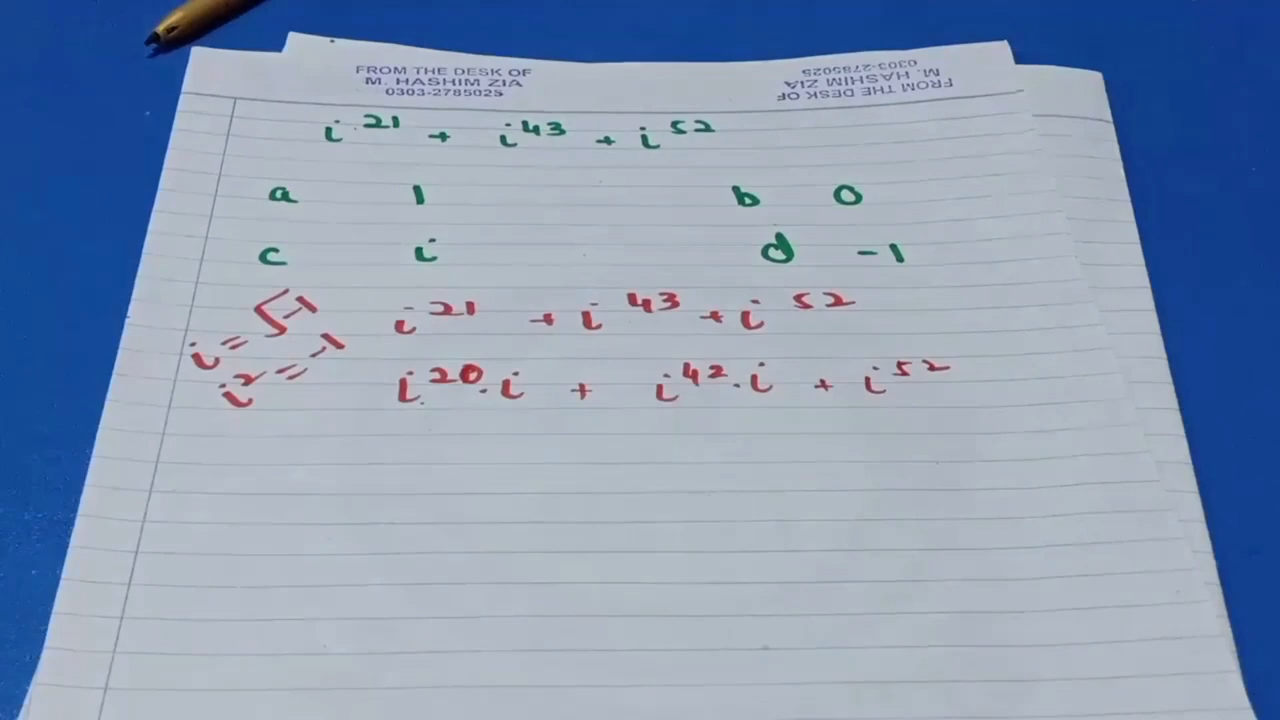 FROM THE DESK OF
M. HASHIM ZIA
0303-2785025
FROM THE DESK OF
M. HASHIM ZIA
0303-2785025
i^21 + i^43 + i^52
a 1 b 0
c i d -1
i = √-1
i^2 = -1
i^21 + i^43 + i^52
i^20 . i + i^42 . i + i^52